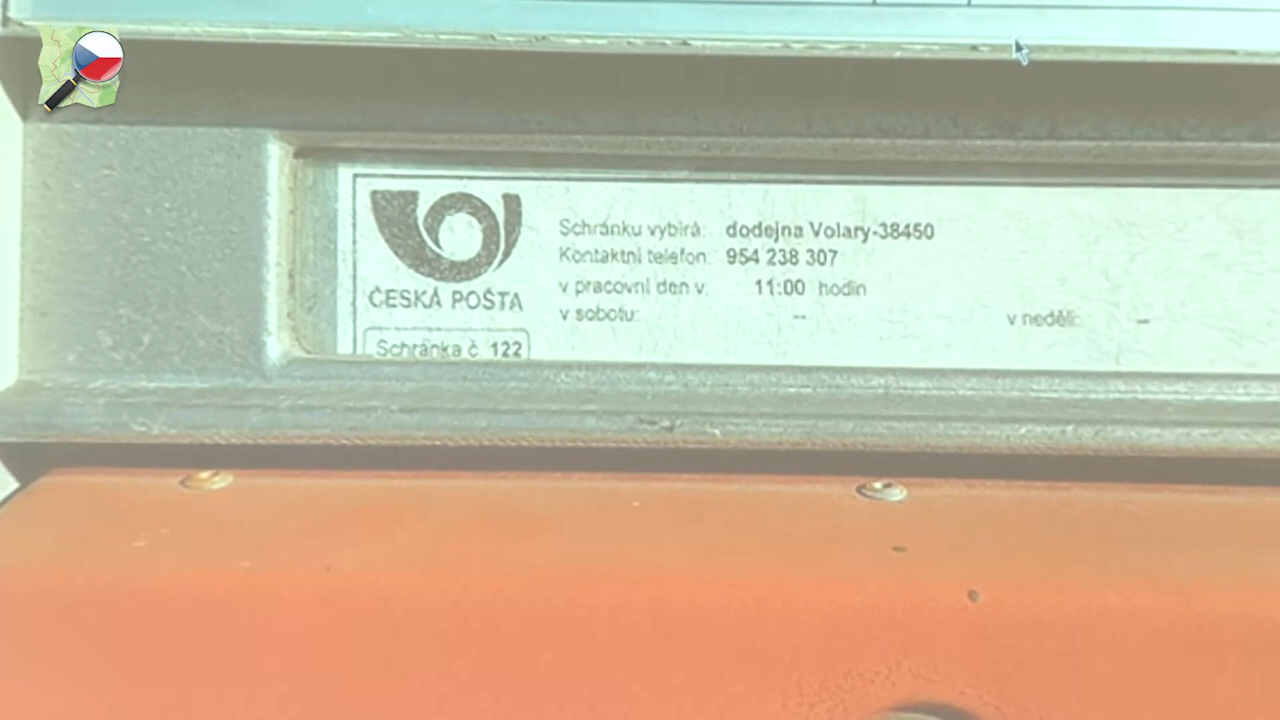 Schránku vybírá: dodejna Volary-38450
Kontaktní telefon: 954 238 307
v pracovní den v: 11:00 hodin
v sobotu: -- v neděli: --
ČESKÁ POŠTA
Schránka č. 122